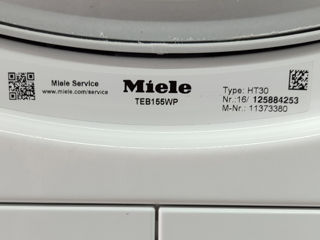 Miele Service
www.miele.com/service
Miele
TEB155WP
Type: HT30
Nr.:16/ 125884253
M-Nr.: 11373380